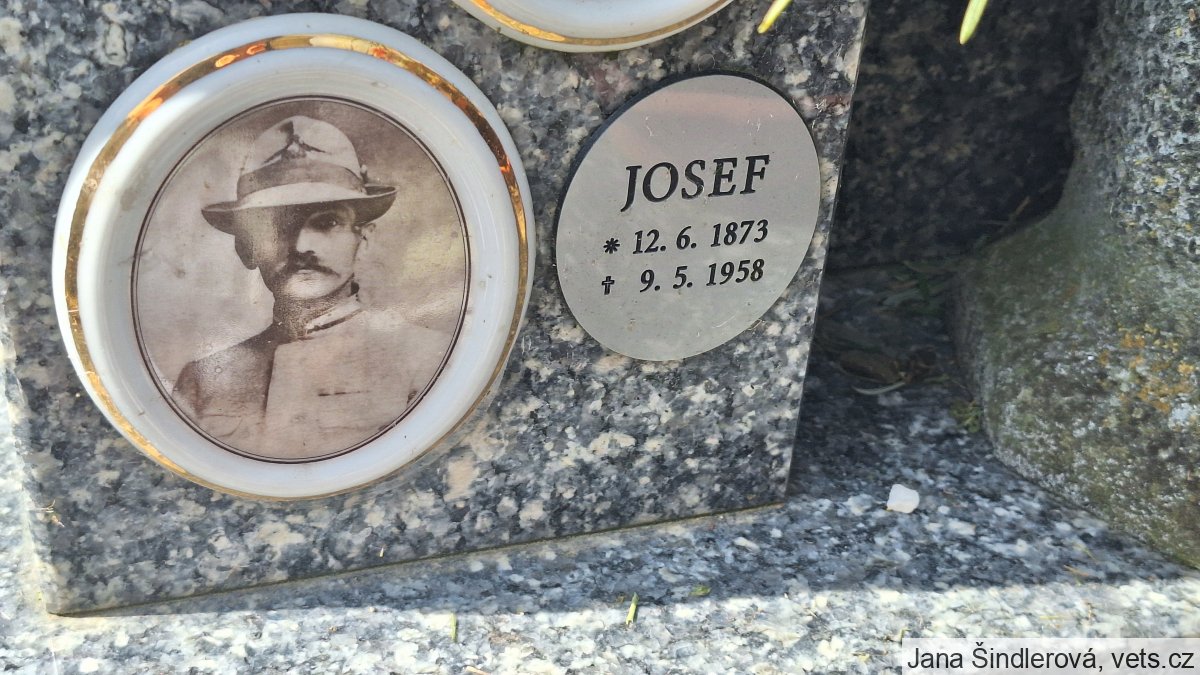 JOSEF
* 12. 6. 1873
† 9. 5. 1958
Jana Šindlerová, vets.cz